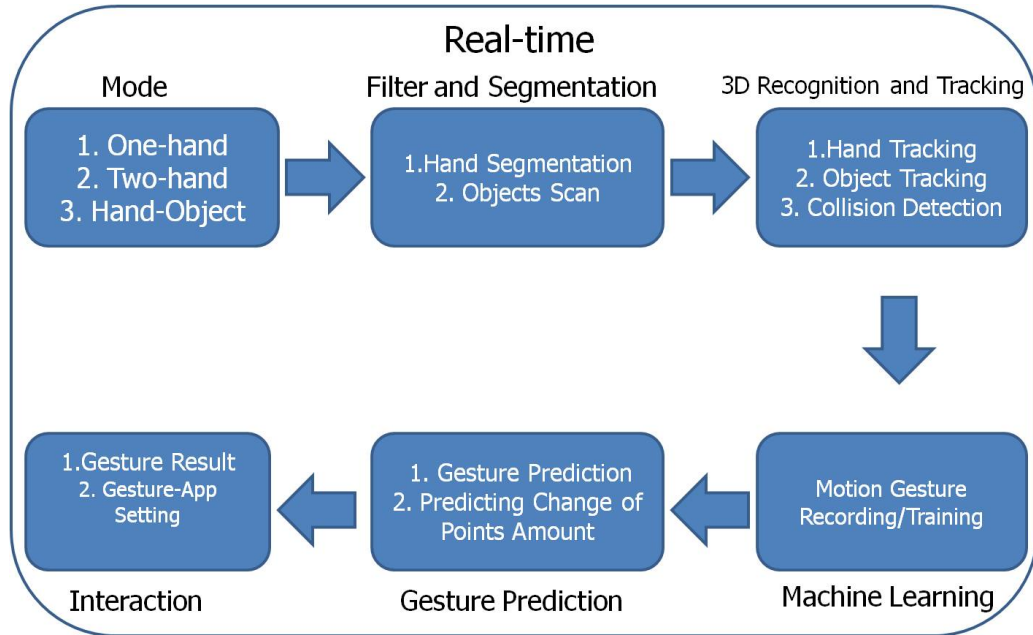 Real-time
Mode
1. One-hand
2. Two-hand
3. Hand-Object
Filter and Segmentation
1.Hand Segmentation
2. Objects Scan
3D Recognition and Tracking
1.Hand Tracking
2. Object Tracking
3. Collision Detection
Motion Gesture
Recording/Training
Machine Learning
1. Gesture Prediction
2. Predicting Change of
Points Amount
Gesture Prediction
1.Gesture Result
2. Gesture-App
Setting
Interaction